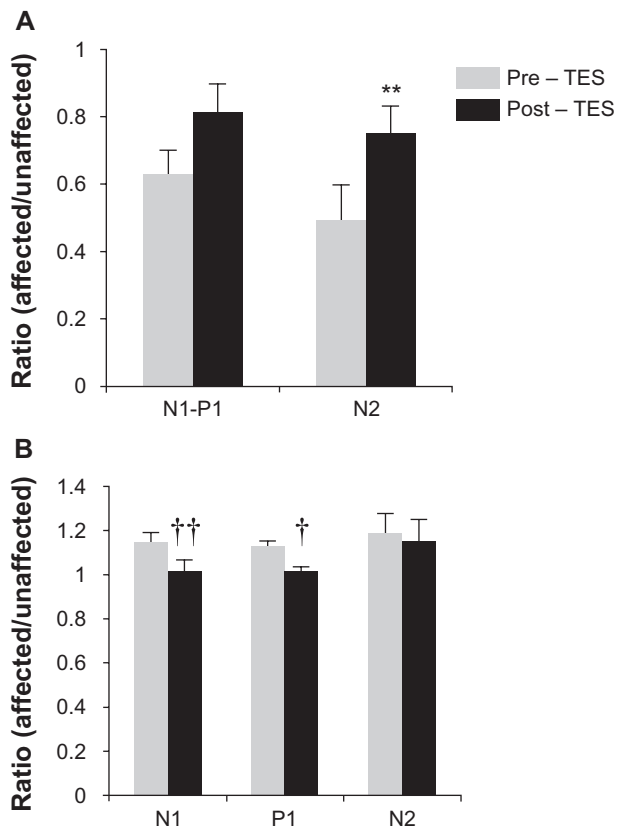 A
Ratio (affected/unaffected)
1
0.8
0.6
0.4
0.2
0
**
Pre – TES
Post – TES
N1-P1 N2
B
Ratio (affected/unaffected)
1.4
1.2
1
0.8
0.6
0.4
0.2
0
†† †
N1 P1 N2